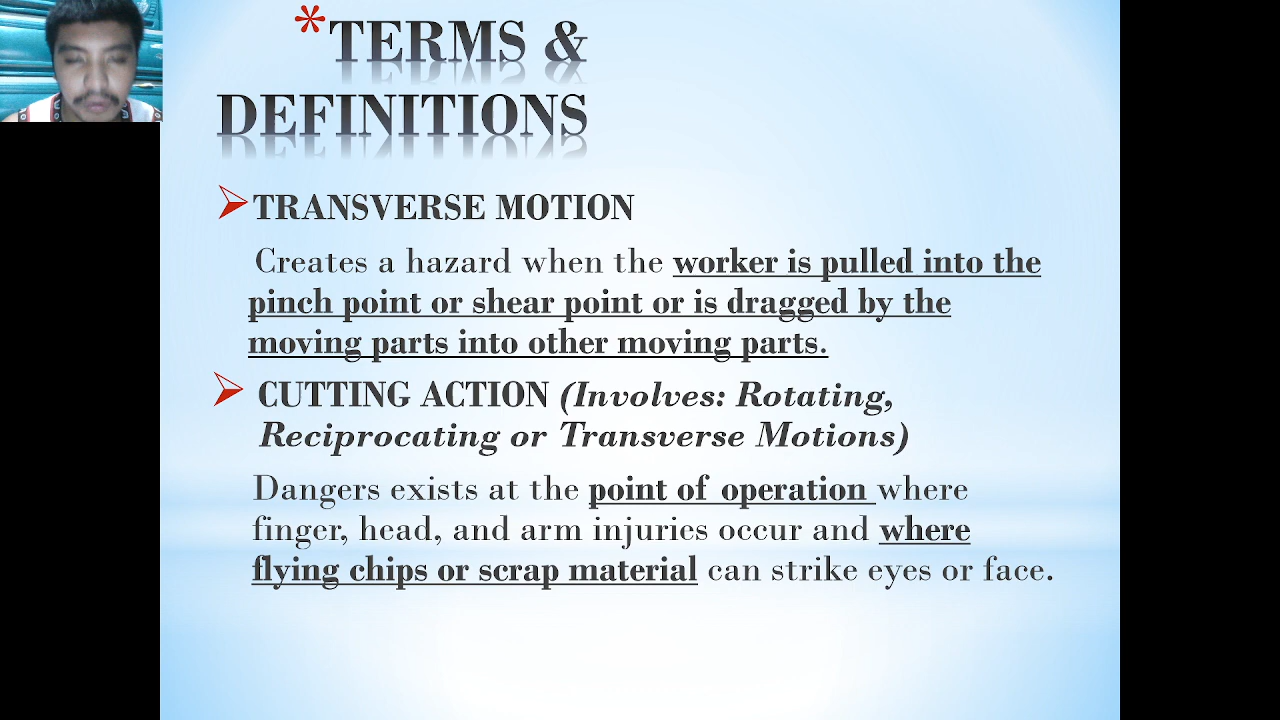 *TERMS &
DEFINITIONS
TRANSVERSE MOTION
Creates a hazard when the worker is pulled into the
pinch point or shear point or is dragged by the
moving parts into other moving parts.
CUTTING ACTION (Involves: Rotating,
Reciprocating or Transverse Motions)
Dangers exists at the point of operation where
finger, head, and arm injuries occur and where
flying chips or scrap material can strike eyes or face.